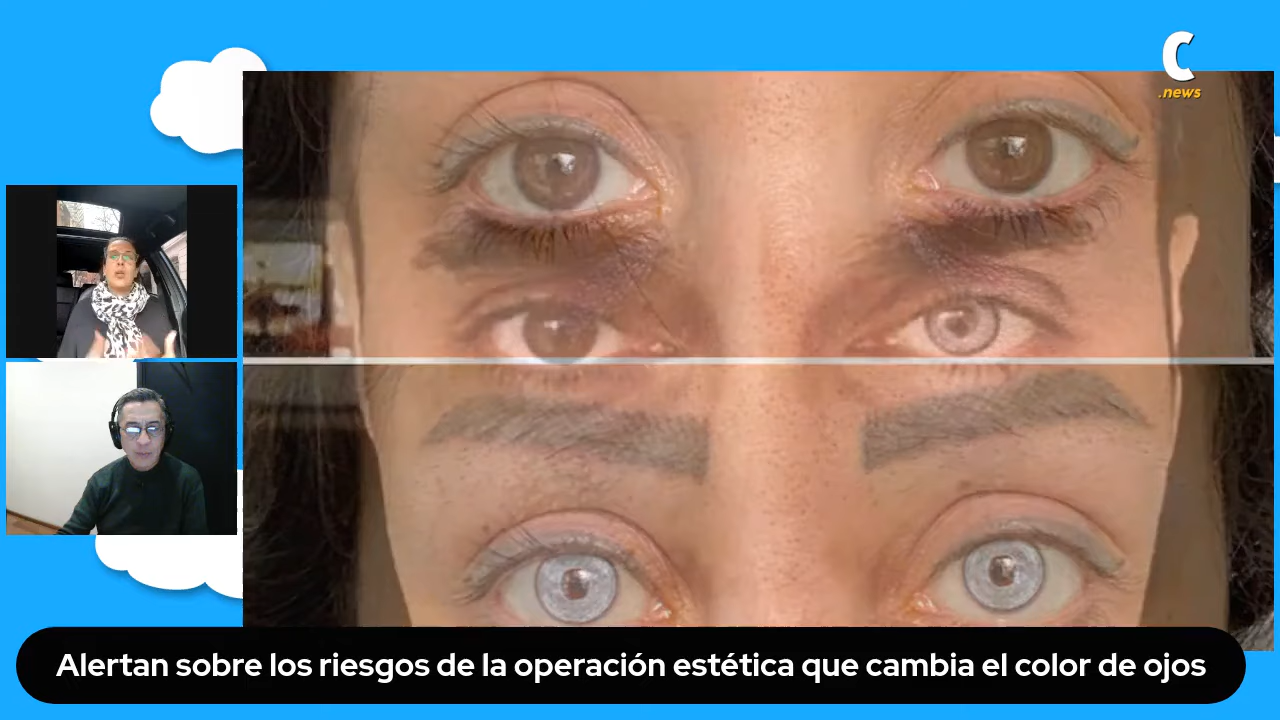 C
.news
Alertan sobre los riesgos de la operación estética que cambia el color de ojos